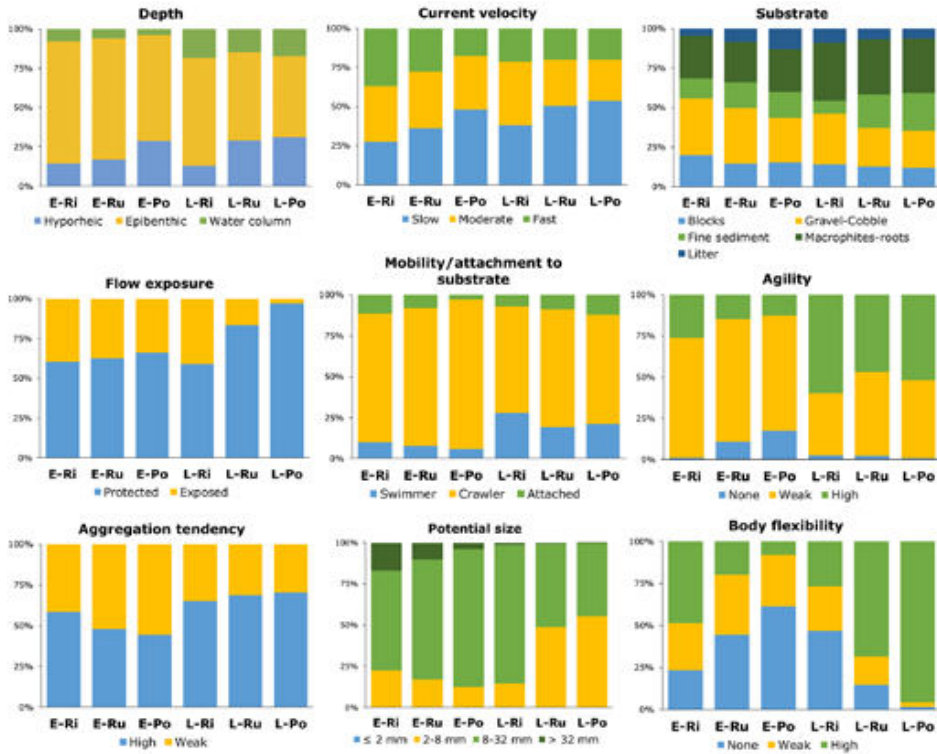 Depth
100%
75%
50%
25%
0%
E-Ri E-Ru E-Po L-Ri L-Ru L-Po
Hyporheic Epibenthic Water column
Current velocity
100%
75%
50%
25%
0%
E-Ri E-Ru E-Po L-Ri L-Ru L-Po
Slow Moderate Fast
Substrate
100%
75%
50%
25%
0%
E-Ri E-Ru E-Po L-Ri L-Ru L-Po
Blocks Gravel-Cobble
Fine sediment Macrophites-roots
Litter
Flow exposure
100%
75%
50%
25%
0%
E-Ri E-Ru E-Po L-Ri L-Ru L-Po
Protected Exposed
Mobility/attachment to
substrate
100%
75%
50%
25%
0%
E-Ri E-Ru E-Po L-Ri L-Ru L-Po
Swimmer Crawler Attached
Agility
100%
75%
50%
25%
0%
E-Ri E-Ru E-Po L-Ri L-Ru L-Po
None Weak High
Aggregation tendency
100%
75%
50%
25%
0%
E-Ri E-Ru E-Po L-Ri L-Ru L-Po
High Weak
Potential size
100%
75%
50%
25%
0%
E-Ri E-Ru E-Po L-Ri L-Ru L-Po
≤ 2 mm 2-8 mm 8-32 mm > 32 mm
Body flexibility
100%
75%
50%
25%
0%
E-Ri E-Ru E-Po L-Ri L-Ru L-Po
None Weak High